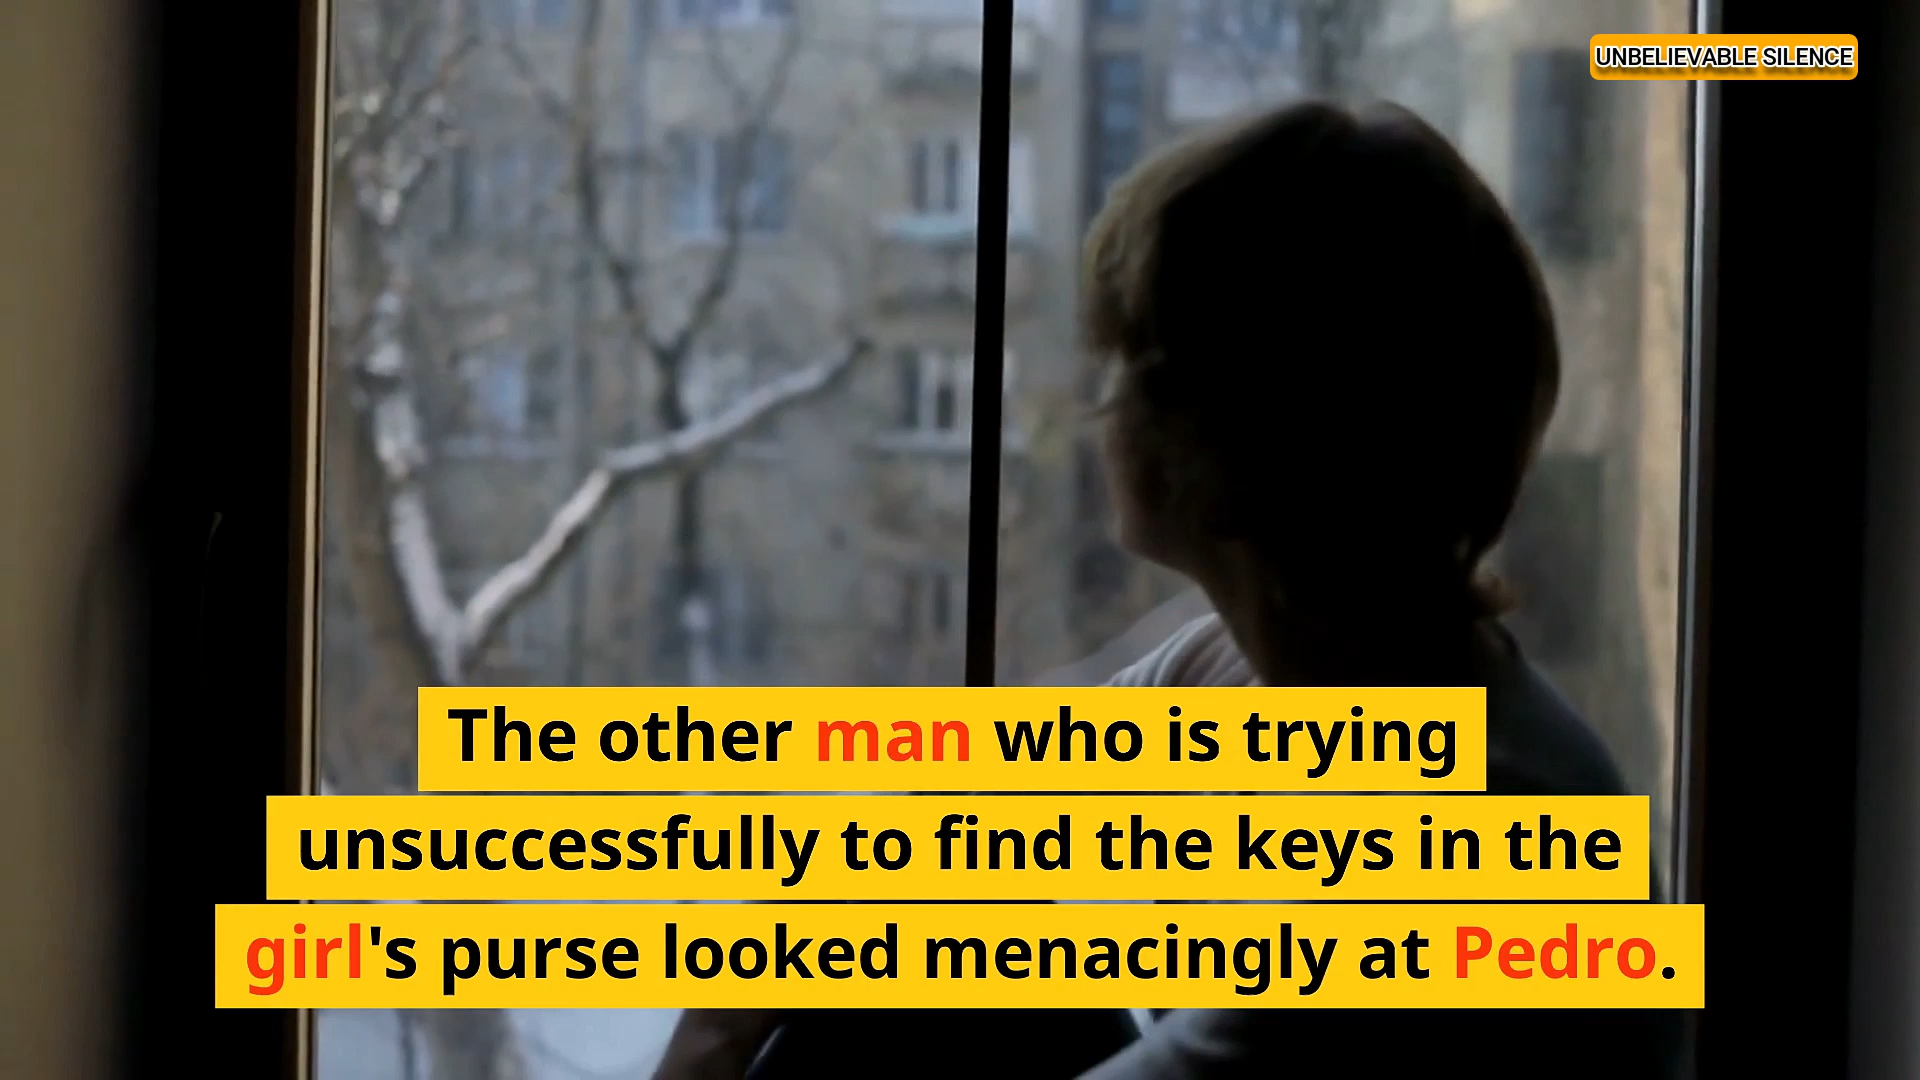 UNBELIEVABLE SILENCE
The other man who is trying
unsuccessfully to find the keys in the
girl's purse looked menacingly at Pedro.